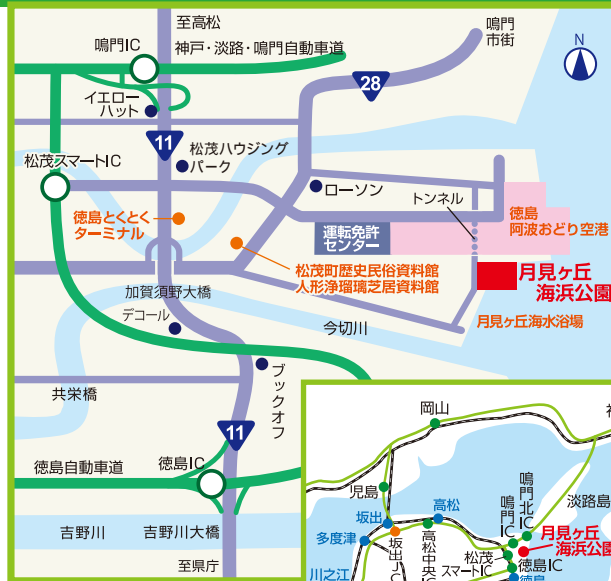 至高松
鳴門
市街
鳴門IC
神戸・淡路・鳴門自動車道
N
28
イエロー
ハット
11
松茂ハウジング
パーク
松茂スマートIC
ローソン
トンネル
徳島とくとく
ターミナル
運転免許
センター
徳島
阿波おどり空港
松茂町歴史民俗資料館
人形浄瑠璃芝居資料館
月見ヶ丘
海浜公園
加賀須野大橋
デコール
今切川
月見ヶ丘海水浴場
共栄橋
ブックオフ
11
徳島自動車道
徳島IC
吉野川
吉野川大橋
至県庁
岡山
児島
坂出
高松
多度津
坂出JC
高松中央IC
川之江
鳴門IC
鳴門北IC
淡路島
月見ヶ丘
海浜公園
松茂
スマートIC
徳島IC
徳島